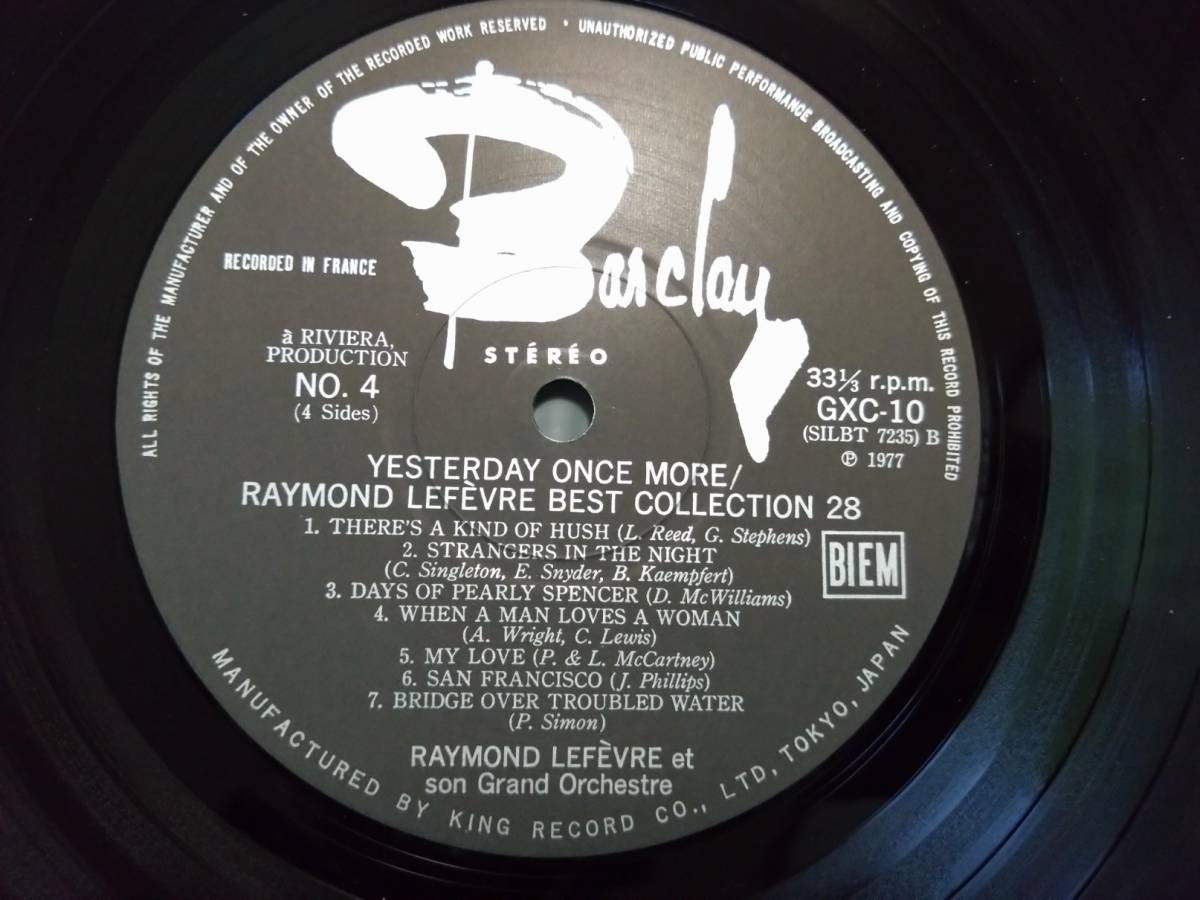 ALL RIGHTS OF THE MANUFACTURER AND OF THE OWNER OF THE RECORDED WORK RESERVED • UNAUTHORIZED PUBLIC PERFORMANCE BROADCASTING AND COPYING OF THIS RECORD PROHIBITED
Barclay
RECORDED IN FRANCE
à RIVIERA,
PRODUCTION
NO. 4
(4 Sides)
STÉRÉO
33⅓ r.p.m.
GXC-10
(SILBT 7235) B
℗ 1977
YESTERDAY ONCE MORE/
RAYMOND LEFÈVRE BEST COLLECTION 28
1. THERE'S A KIND OF HUSH (L. Reed, G. Stephens)
2. STRANGERS IN THE NIGHT
(C. Singleton, E. Snyder, B. Kaempfert)
3. DAYS OF PEARLY SPENCER (D. McWilliams)
4. WHEN A MAN LOVES A WOMAN
(A. Wright, C. Lewis)
5. MY LOVE (P. & L. McCartney)
6. SAN FRANCISCO (J. Phillips)
7. BRIDGE OVER TROUBLED WATER
(P. Simon)
BIEM
RAYMOND LEFÈVRE et
son Grand Orchestre
MANUFACTURED BY KING RECORD CO., LTD, TOKYO, JAPAN